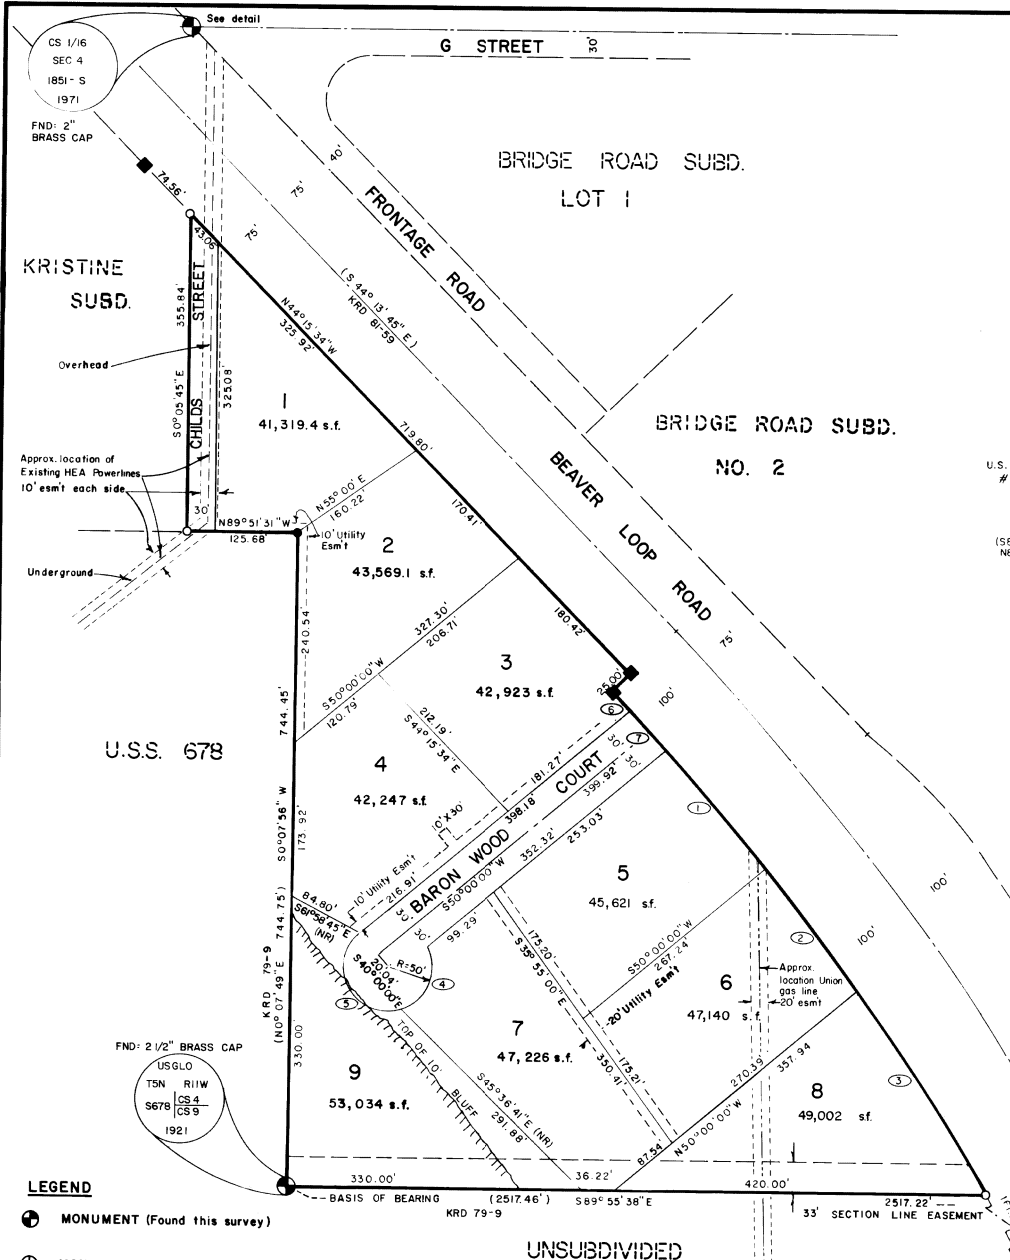 See detail
CS 1/16
SEC 4
1851 - S
1971
FND: 2"
BRASS CAP
G STREET
30'
BRIDGE ROAD SUBD.
LOT 1
40'
75'
75'
FRONTAGE ROAD
74.56'
43.06'
KRISTINE
SUBD.
355.84'
S0°05'45"E
CHILDS STREET
325.08'
N44°15'34"W
325.92'
(S 44° 13' 45" E)
KRD 81-59
Overhead
1
41,319.4 s.f.
719.80'
BRIDGE ROAD SUBD.
NO. 2
BEAVER LOOP ROAD
U.S.
#
Approx. location of
Existing HEA Powerlines
10' esm't each side
30'
N89°51'31"W
125.68'
N55°00'E
160.22'
10' Utility
Esm't
170.41'
2
43,569.1 s.f.
Underground
240.54'
327.30'
206.71'
180.42'
75'
S50°00'00"W
120.79'
3
42,923 s.f.
25.00'
100'
6
7
212.19'
S44°15'34"E
744.45'
U.S.S. 678
4
42,247 s.f.
181.27'
30'
30'
COURT
399.92'
398.18'
10'X30'
BARON WOOD
352.32'
253.03'
1
S0°07'56" W
173.92'
10' Utility Esm't
216.91'
S50°00'00"W
5
45,621 s.f.
84.80'
S61°58'45"E
(NR)
30'
30'
99.29'
100'
100'
2
KRD 79-9
(N0°07'49"E 744.75')
20.04'
S40°00'00"E
R=50'
4
5
175.20'
S35°55'00"E
S50°00'00"W
267.24'
20' Utility Esm't
6
47,140 s.f.
Approx.
location Union
gas line
20' esm't
330.00'
TOP OF 10' BLUFF
7
47,226 s.f.
350.41'
175.21'
270.39'
357.94
3
FND: 2 1/2" BRASS CAP
USGLO
T5N R11W
S678 CS 4
CS 9
1921
9
53,034 s.f.
S45°36'41"E (NR)
291.88'
87.54'
N50°00'00"W
8
49,002 s.f.
330.00'
36.22'
420.00'
BASIS OF BEARING
(2517.46')
S89°55'38"E
2517.22'
KRD 79-9
33' SECTION LINE EASEMENT
LEGEND
MONUMENT (Found this survey)
UNSUBDIVIDED